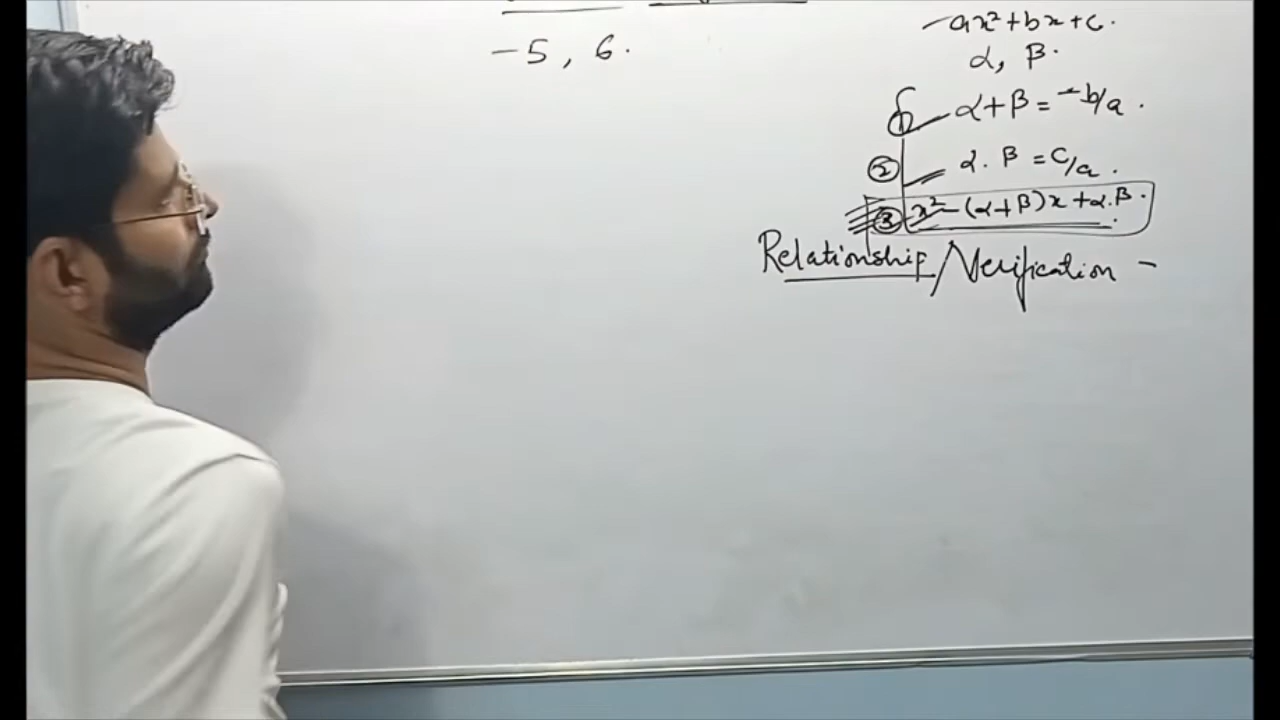 -5, 6.
ax²+bx+c.
α, β.
① α+β = -b/a.
② α.β = c/a.
③ x²-(α+β)x+α.β.
Relationship/Verification -